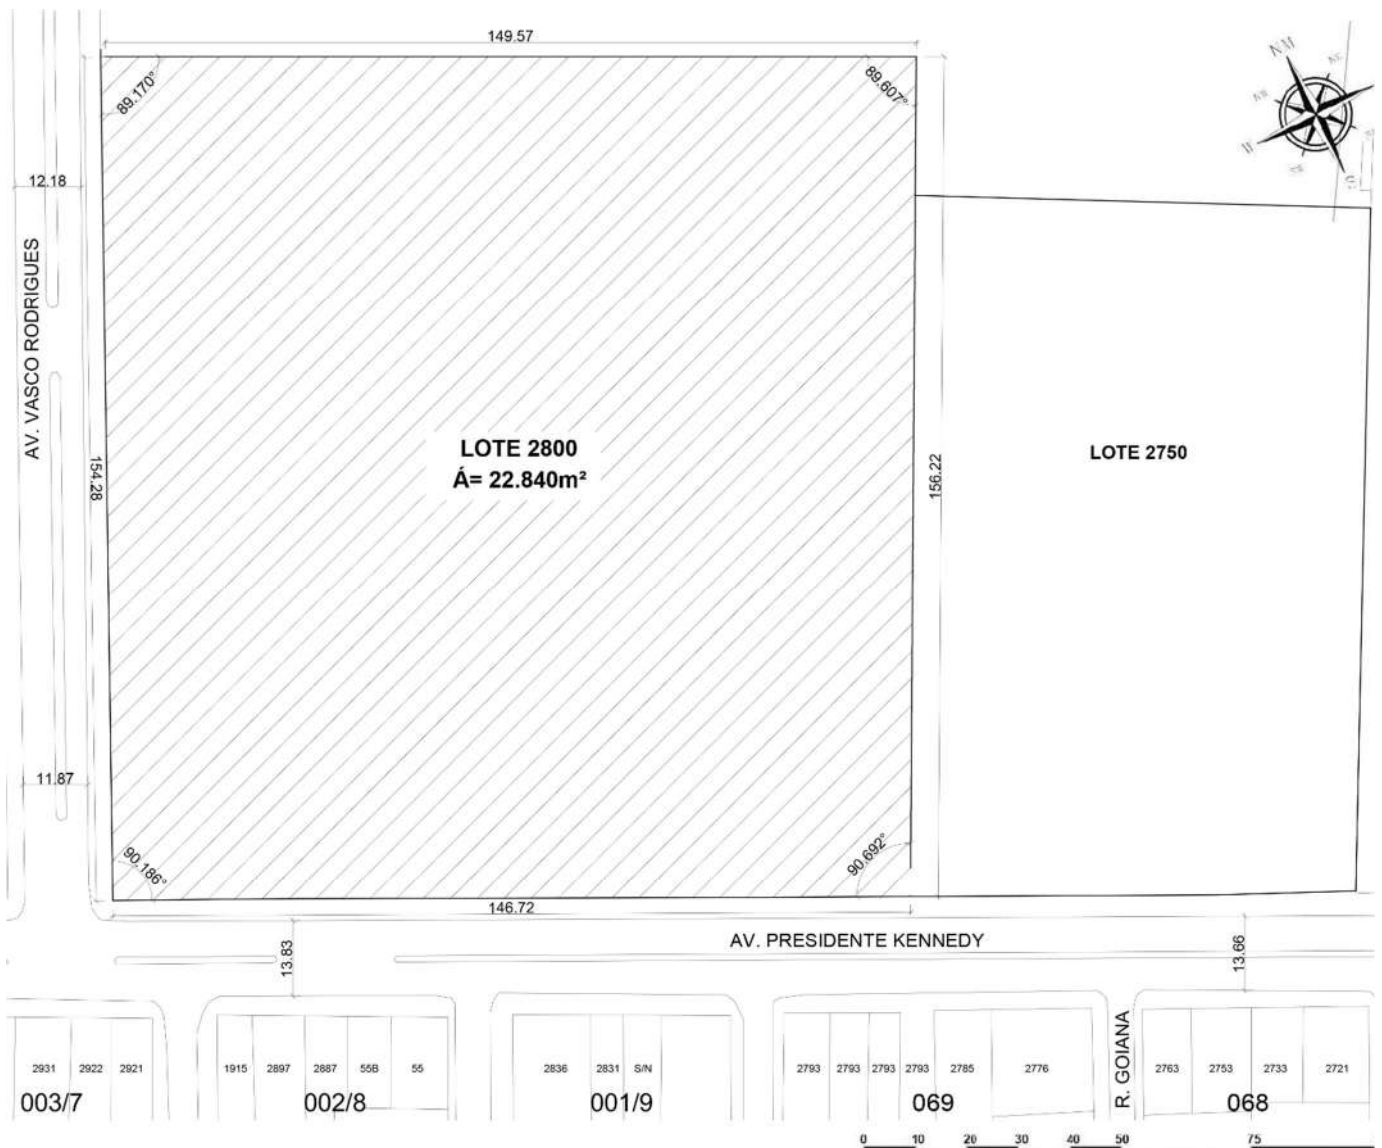 149.57
89.170°
89.607°
NM
W
S
12.18
AV. VASCO RODRIGUES
LOTE 2800
Á= 22.840m²
154.28
156.22
LOTE 2750
11.87
90.186°
90.692°
146.72
AV. PRESIDENTE KENNEDY
13.83
13.66
R. GOIANA
2931 2922 2921
1915 2897 2887 55B 55
2836 2831 S/N
2793 2793 2793 2793 2785 2776
2763 2753 2733 2721
003/7 002/8 001/9 069 068
0 10 20 30 40 50 75